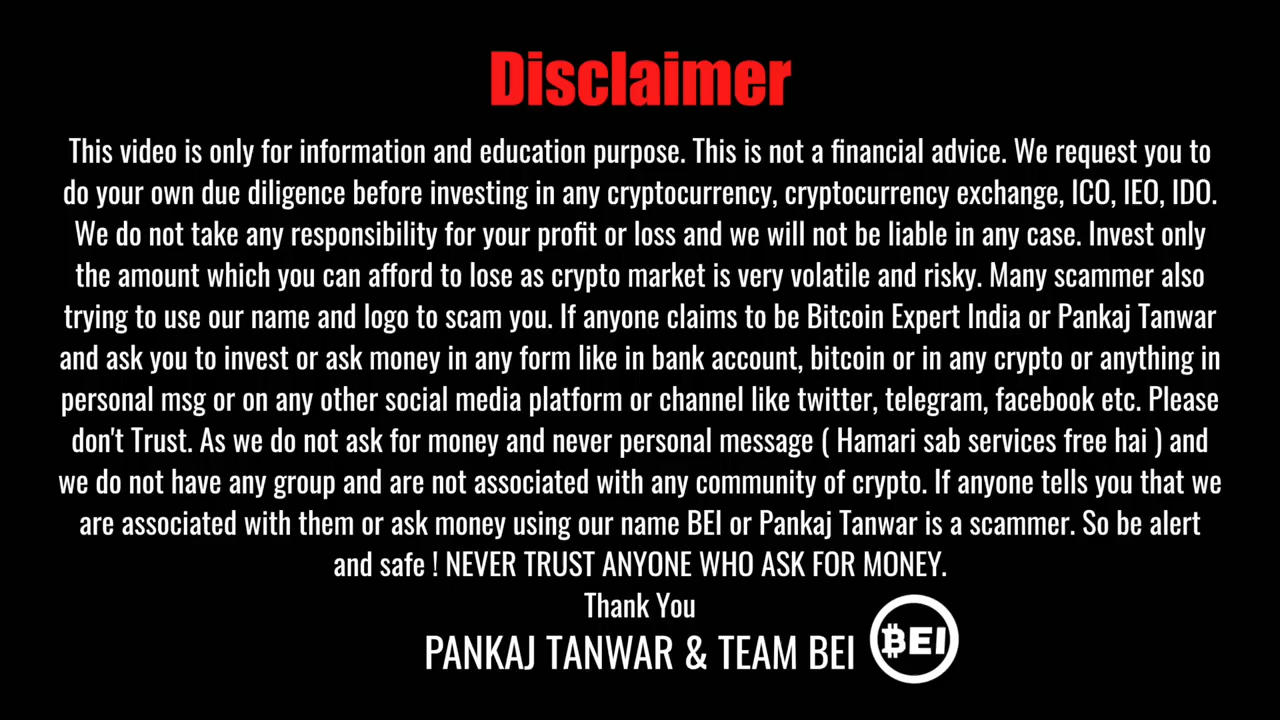 Disclaimer
This video is only for information and education purpose. This is not a financial advice. We request you to
do your own due diligence before investing in any cryptocurrency, cryptocurrency exchange, ICO, IEO, IDO.
We do not take any responsibility for your profit or loss and we will not be liable in any case. Invest only
the amount which you can afford to lose as crypto market is very volatile and risky. Many scammer also
trying to use our name and logo to scam you. If anyone claims to be Bitcoin Expert India or Pankaj Tanwar
and ask you to invest or ask money in any form like in bank account, bitcoin or in any crypto or anything in
personal msg or on any other social media platform or channel like twitter, telegram, facebook etc. Please
don't Trust. As we do not ask for money and never personal message ( Hamari sab services free hai ) and
we do not have any group and are not associated with any community of crypto. If anyone tells you that we
are associated with them or ask money using our name BEI or Pankaj Tanwar is a scammer. So be alert
and safe ! NEVER TRUST ANYONE WHO ASK FOR MONEY.
Thank You
PANKAJ TANWAR & TEAM BEI
₿EI